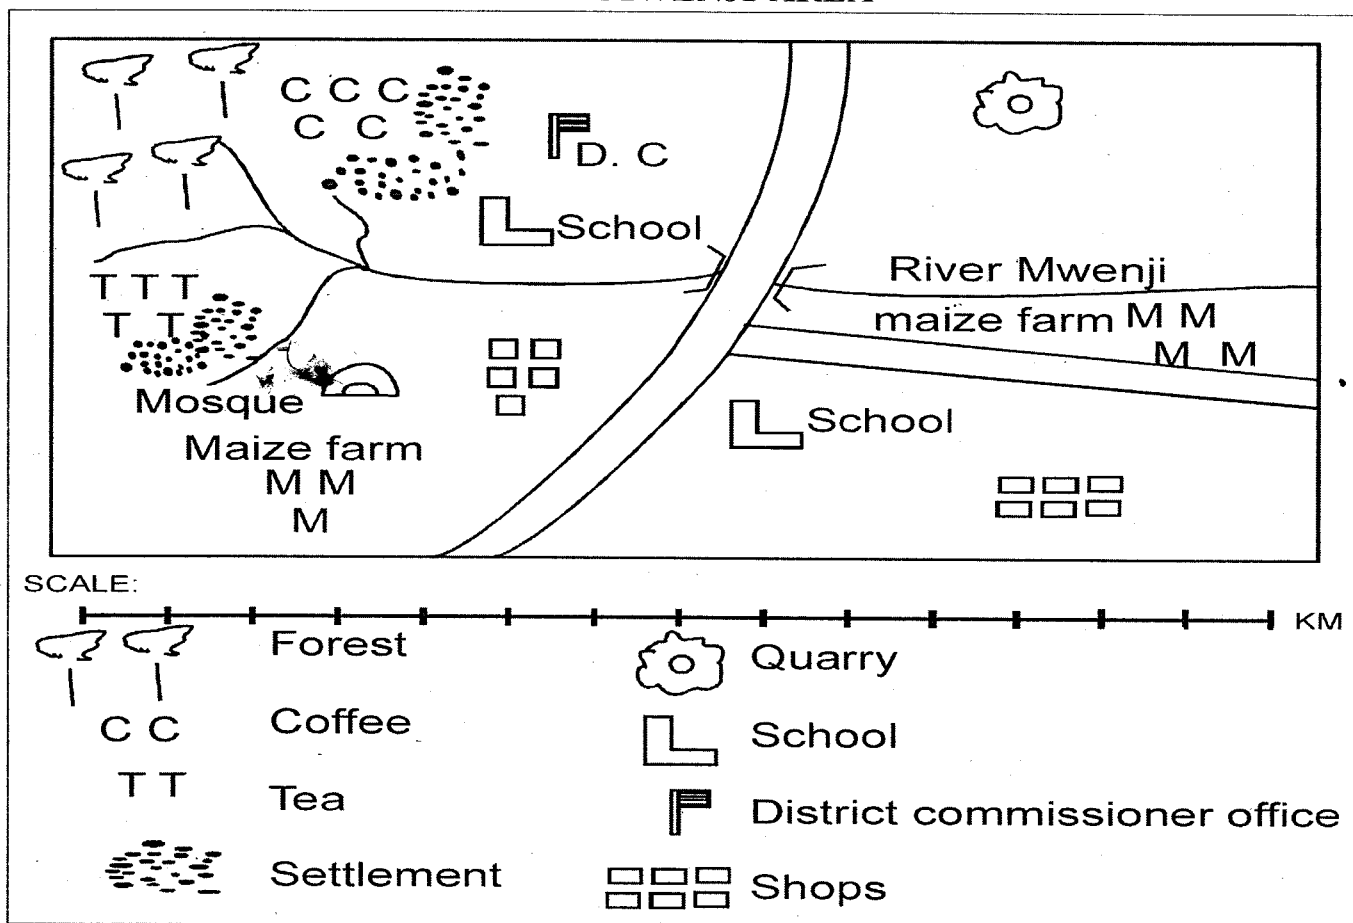 C C C
C C
D. C
School
River Mwenji
T T T
T T
maize farm M M
M M
Mosque
School
Maize farm
M M
M
SCALE:
KM
Forest
Quarry
C C
Coffee
School
T T
Tea
District commissioner office
Settlement
Shops